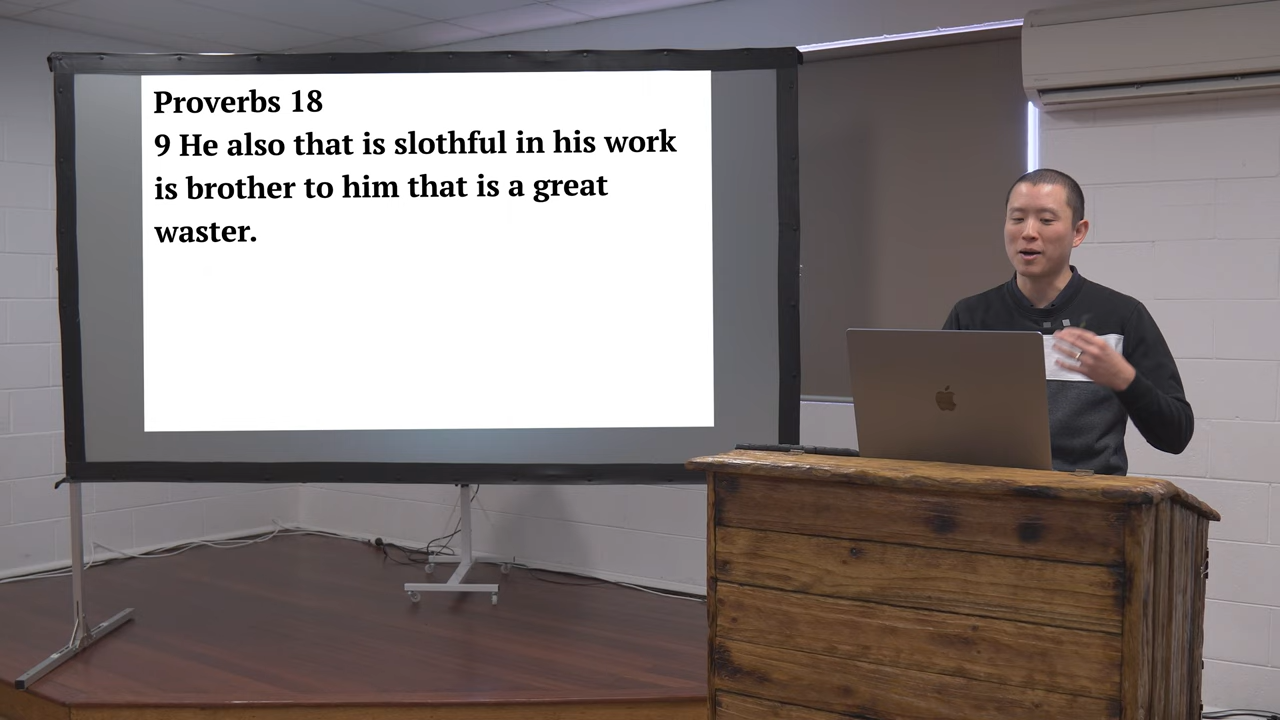 Proverbs 18
9 He also that is slothful in his work
is brother to him that is a great
waster.